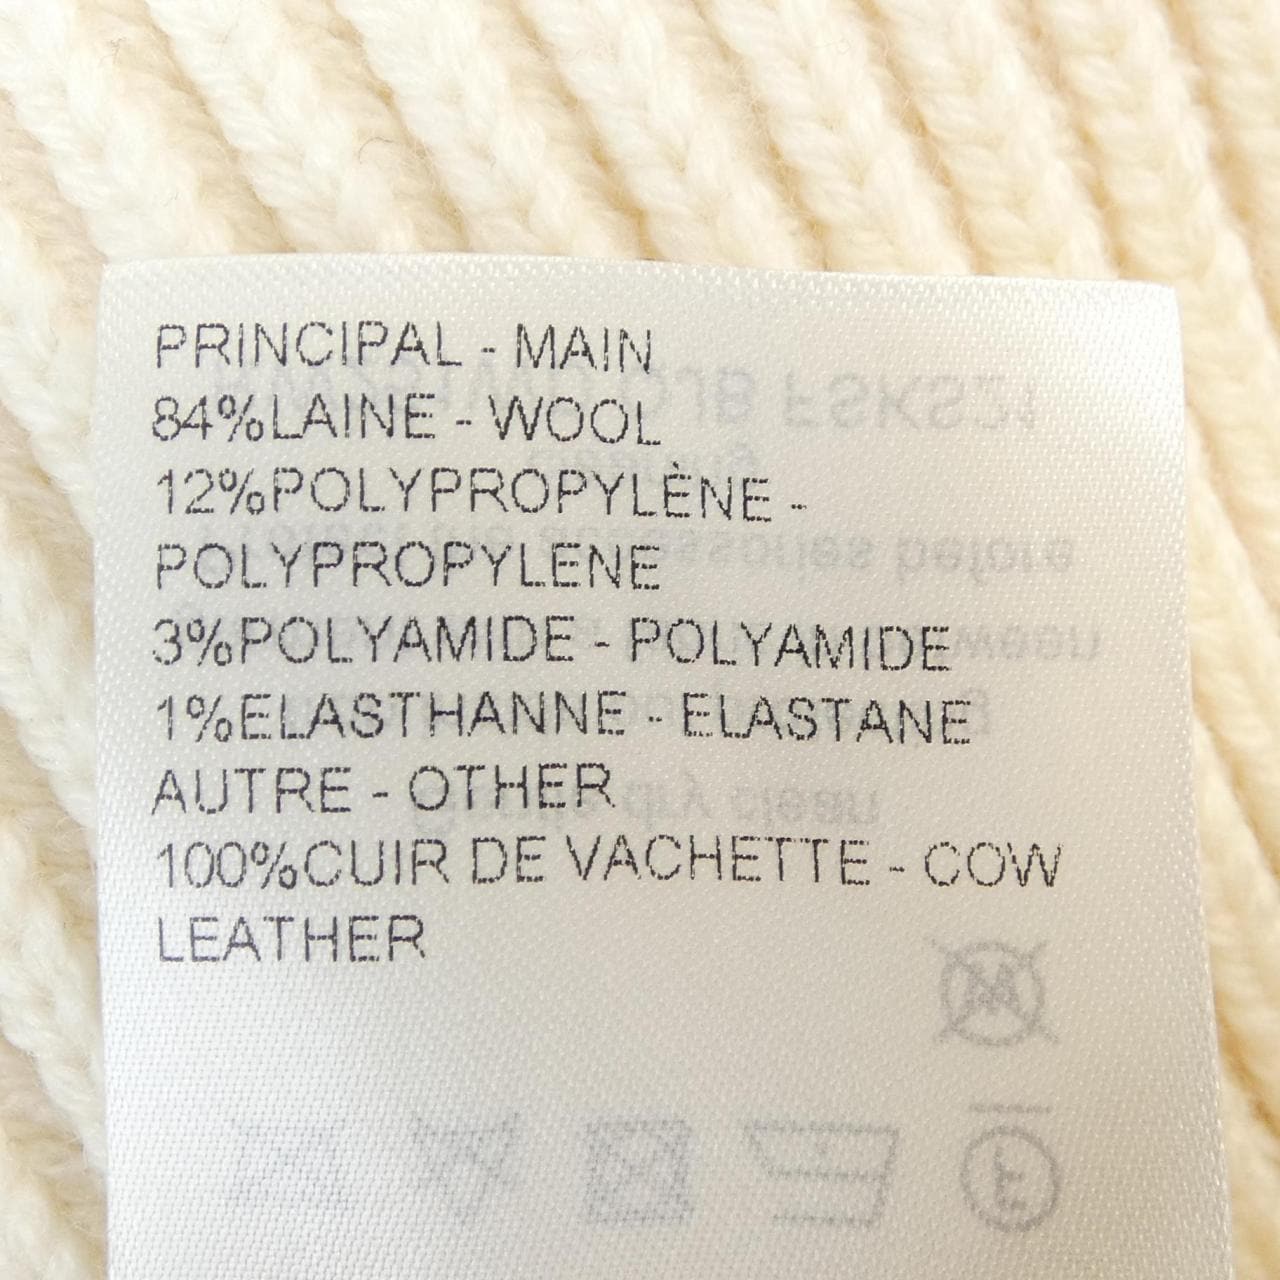 PRINCIPAL - MAIN
84%LAINE - WOOL
12%POLYPROPYLÈNE -
POLYPROPYLENE
3%POLYAMIDE - POLYAMIDE
1%ELASTHANNE - ELASTANE
AUTRE - OTHER
100%CUIR DE VACHETTE - COW
LEATHER